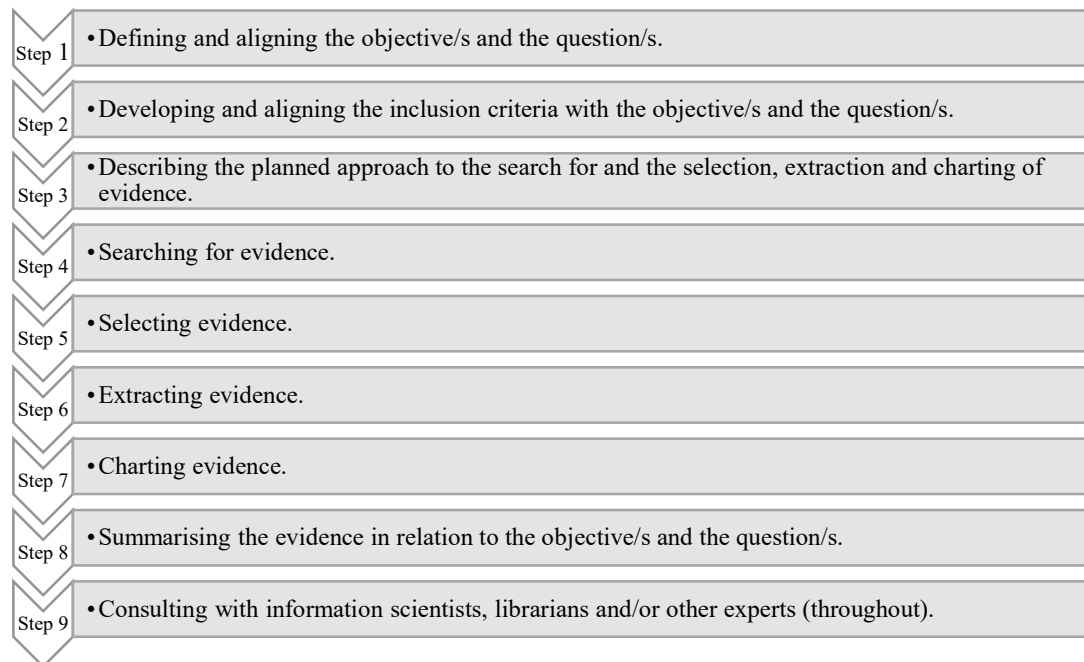 Step 1
•Defining and aligning the objective/s and the question/s.
Step 2
•Developing and aligning the inclusion criteria with the objective/s and the question/s.
Step 3
•Describing the planned approach to the search for and the selection, extraction and charting of
evidence.
Step 4
•Searching for evidence.
Step 5
•Selecting evidence.
Step 6
•Extracting evidence.
Step 7
•Charting evidence.
Step 8
•Summarising the evidence in relation to the objective/s and the question/s.
Step 9
•Consulting with information scientists, librarians and/or other experts (throughout).